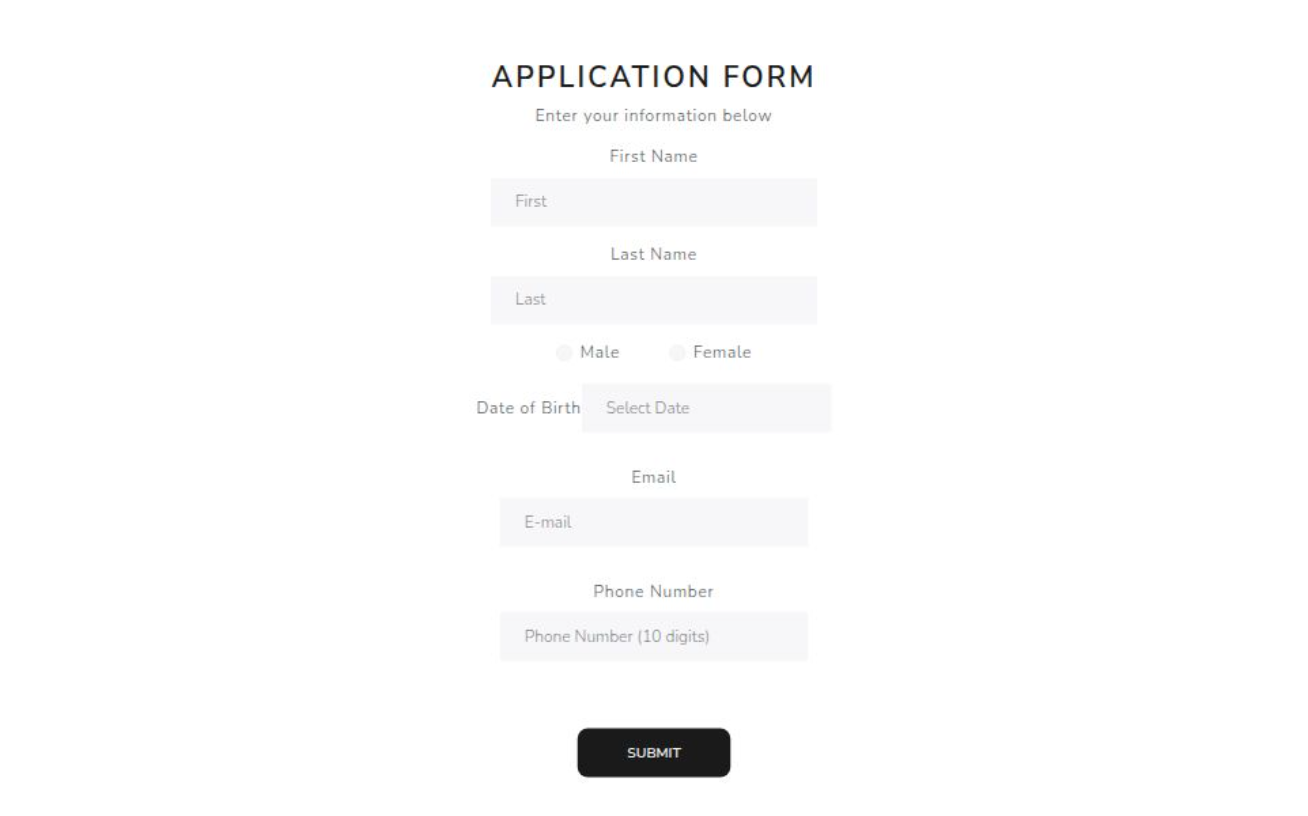 APPLICATION FORM
Enter your information below
First Name
First
Last Name
Last
Male Female
Date of Birth Select Date
Email
E-mail
Phone Number
Phone Number (10 digits)
SUBMIT